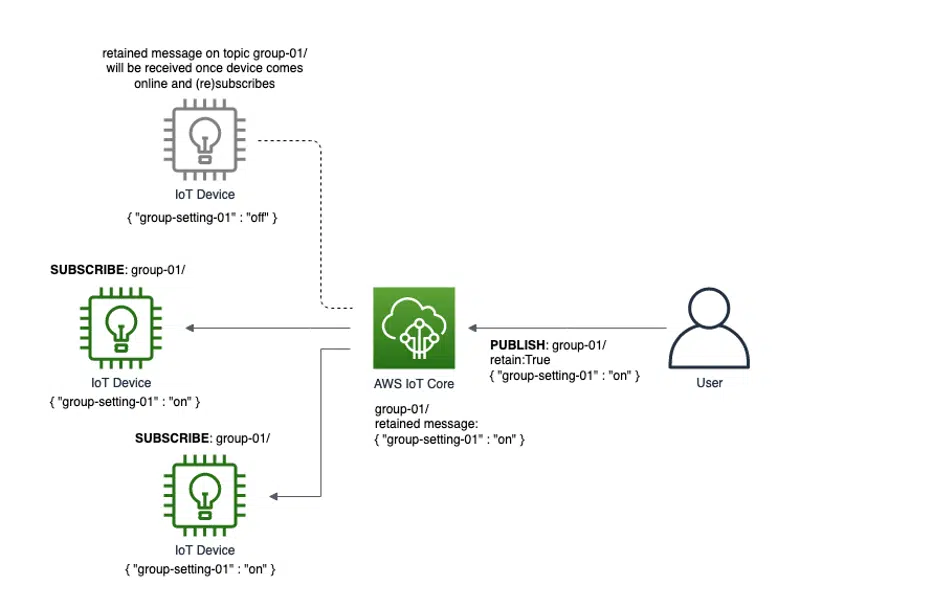 retained message on topic group-01/
will be received once device comes
online and (re)subscribes
IoT Device
{ "group-setting-01" : "off" }
SUBSCRIBE: group-01/
IoT Device
{ "group-setting-01" : "on" }
AWS IoT Core
group-01/
retained message:
{ "group-setting-01" : "on" }
PUBLISH: group-01/
retain:True
{ "group-setting-01" : "on" }
User
SUBSCRIBE: group-01/
IoT Device
{ "group-setting-01" : "on" }